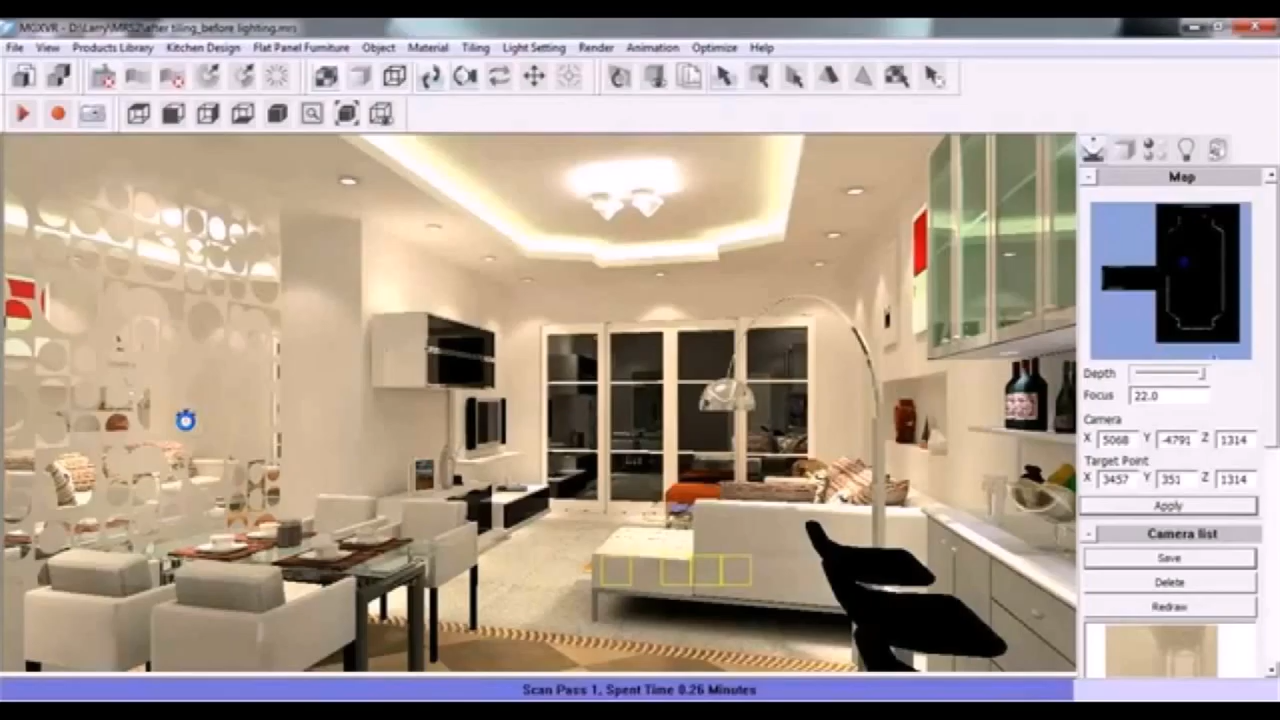 MGXVR - D:\Larry\MRS2\after tiling_before lighting.mrs
File View Products Library Kitchen Design Flat Panel Furniture Object Material Tiling Light Setting Render Animation Optimize Help
Map
Depth
Focus 22.0
Camera
X 5068 Y -4791 Z 1314
Target Point
X 3457 Y 351 Z 1314
Apply
Camera list
Save
Delete
Redraw
Scan Pass 1, Spent Time 0.26 Minutes